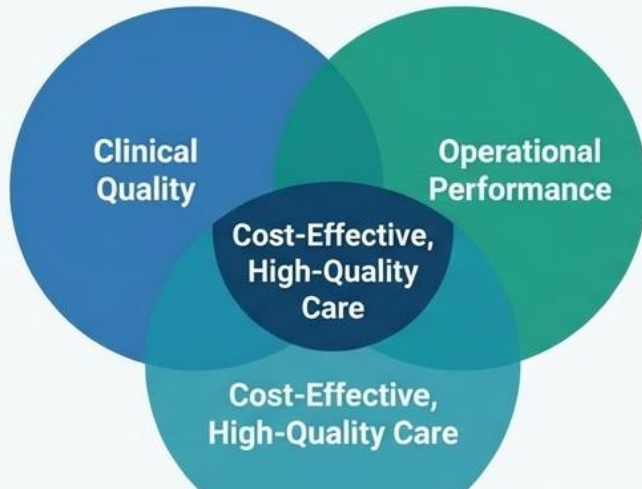 Clinical
Quality
Operational
Performance
Cost-Effective,
High-Quality
Care
Cost-Effective,
High-Quality Care